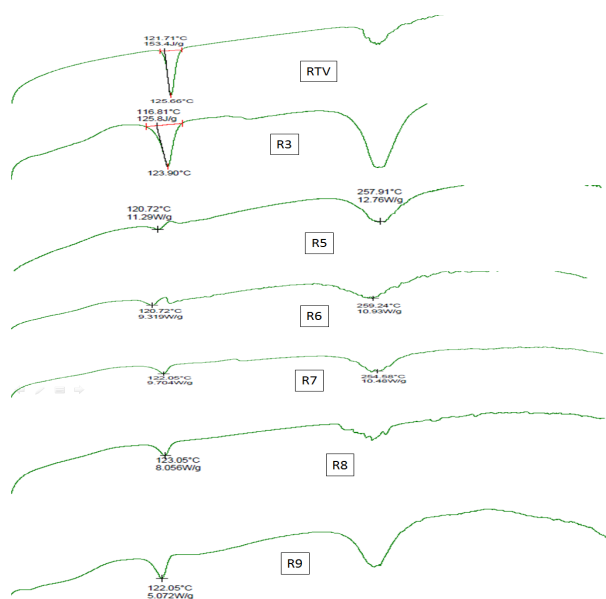 121.71°C
153.4J/g
RTV
125.66°C
116.81°C
125.8J/g
R3
123.90°C
120.72°C
11.29W/g
257.91°C
12.76W/g
R5
120.72°C
9.319W/g
R6
259.24°C
10.93W/g
122.05°C
9.704W/g
R7
254.58°C
10.48W/g
123.05°C
8.056W/g
R8
122.05°C
5.072W/g
R9